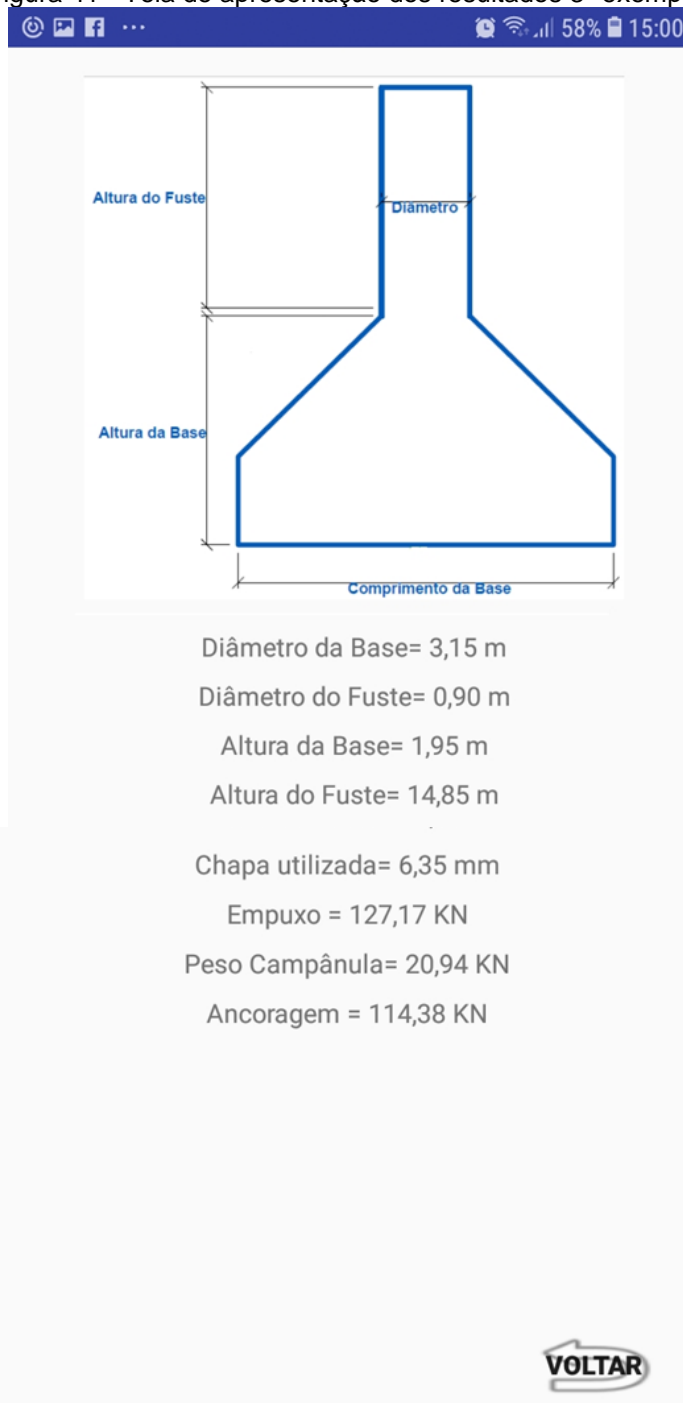 58% 15:00
Altura do Fuste
Diâmetro
Altura da Base
Comprimento da Base
Diâmetro da Base= 3,15 m
Diâmetro do Fuste= 0,90 m
Altura da Base= 1,95 m
Altura do Fuste= 14,85 m
Chapa utilizada= 6,35 mm
Empuxo = 127,17 KN
Peso Campânula= 20,94 KN
Ancoragem = 114,38 KN
VOLTAR